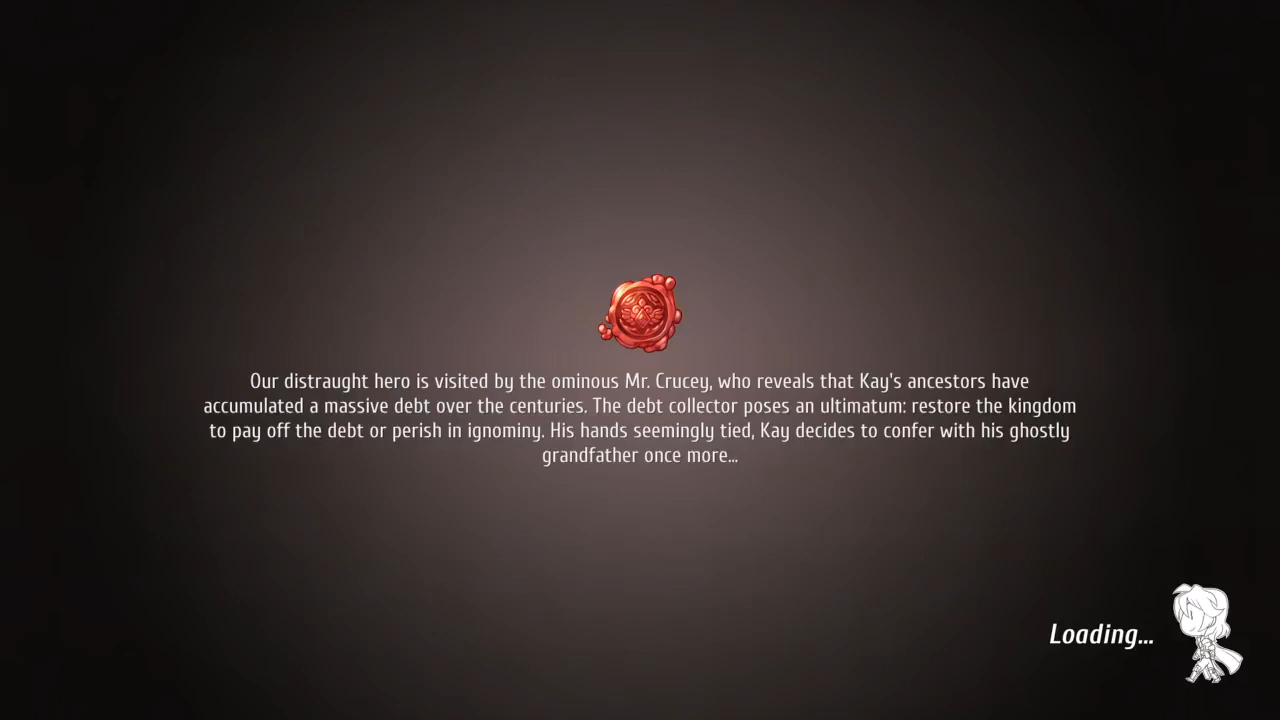 Our distraught hero is visited by the ominous Mr. Crucey, who reveals that Kay's ancestors have
accumulated a massive debt over the centuries. The debt collector poses an ultimatum: restore the kingdom
to pay off the debt or perish in ignominy. His hands seemingly tied, Kay decides to confer with his ghostly
grandfather once more...
Loading...